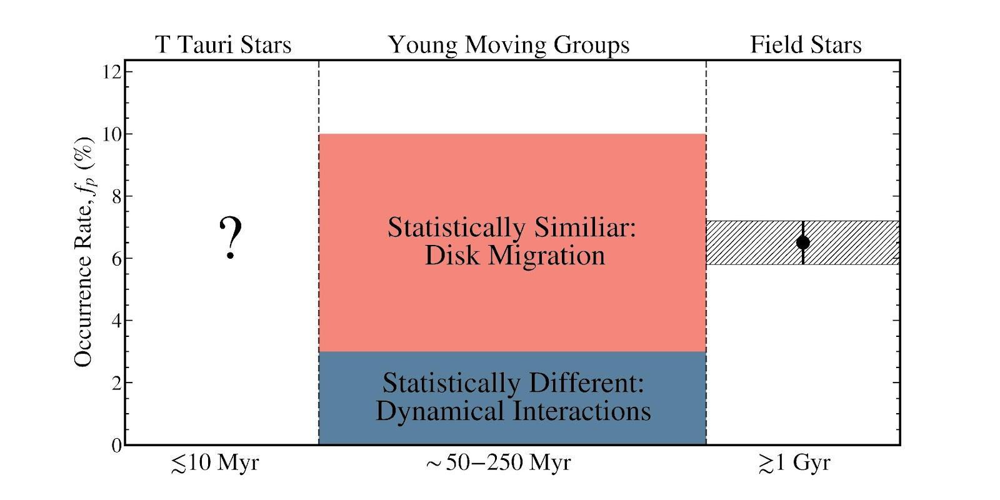 T Tauri Stars
Young Moving Groups
Field Stars
Occurrence Rate, fp (%)
12
10
8
6
4
2
0
?
Statistically Similiar:
Disk Migration
Statistically Different:
Dynamical Interactions
≲10 Myr
~50−250 Myr
≳1 Gyr